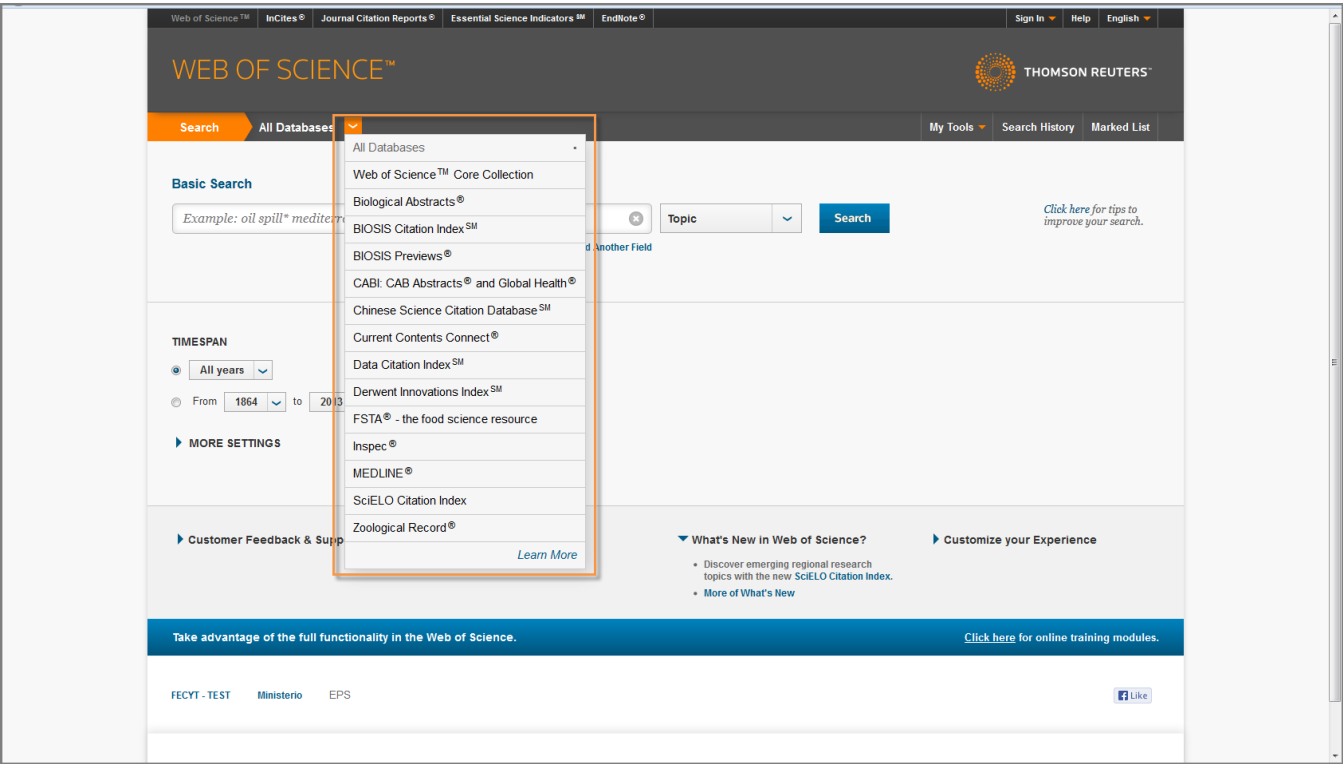 Web of Science™ InCites® Journal Citation Reports® Essential Science Indicators SM EndNote® Sign In Help English
WEB OF SCIENCE™
THOMSON REUTERS™
Search All Databases My Tools Search History Marked List
All Databases
Web of Science™ Core Collection
Biological Abstracts®
BIOSIS Citation Index SM
BIOSIS Previews®
CABI: CAB Abstracts® and Global Health®
Chinese Science Citation Database SM
Current Contents Connect®
Data Citation Index SM
Derwent Innovations Index SM
FSTA® - the food science resource
Inspec®
MEDLINE®
SciELO Citation Index
Zoological Record®
Learn More
Basic Search
Example: oil spill* mediterr
Topic Search
Click here for tips to
improve your search.
d Another Field
TIMESPAN
All years
From 1864 to 2013
MORE SETTINGS
Customer Feedback & Supp
What's New in Web of Science?
• Discover emerging regional research
topics with the new SciELO Citation Index.
• More of What's New
Customize your Experience
Take advantage of the full functionality in the Web of Science. Click here for online training modules.
FECYT - TEST Ministerio EPS Like